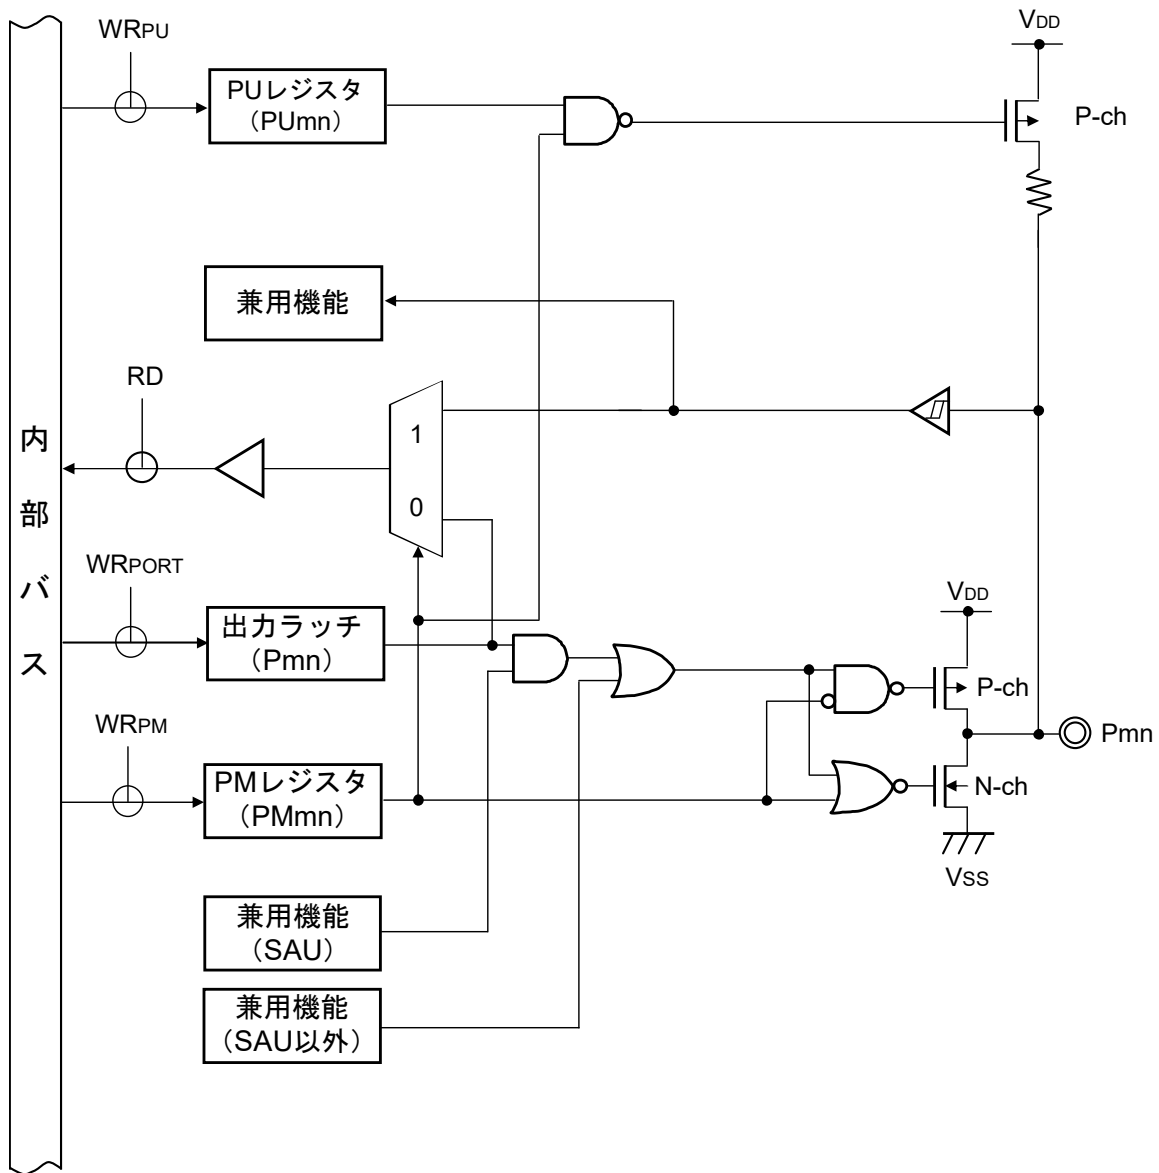 WRPU
VDD
PUレジスタ
（PUmn）
P-ch
兼用機能
RD
1
0
内部バス
WRPORT
出力ラッチ
（Pmn）
VDD
P-ch
Pmn
WRPM
PMレジスタ
（PMmn）
N-ch
VSS
兼用機能
（SAU）
兼用機能
（SAU以外）